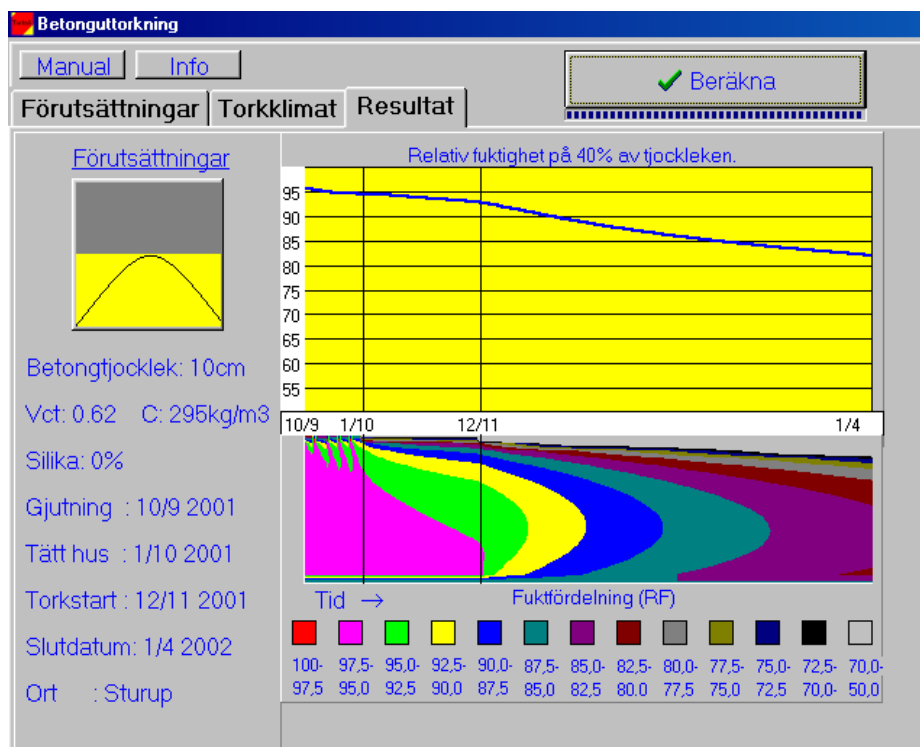 Betonguttorkning
Manual Info
Beräkna
Förutsättningar Torkklimat Resultat
Förutsättningar
Betongtjocklek: 10cm
Vct: 0.62 C: 295kg/m3
Silika: 0%
Gjutning : 10/9 2001
Tätt hus : 1/10 2001
Torkstart : 12/11 2001
Slutdatum: 1/4 2002
Ort : Sturup
Relativ fuktighet på 40% av tjockleken.
95
90
85
80
75
70
65
60
55
10/9 1/10 12/11 1/4
Tid → Fuktfördelning (RF)
100- 97,5- 95,0- 92,5- 90,0- 87,5- 85,0- 82,5- 80,0- 77,5- 75,0- 72,5- 70,0-
97,5 95,0 92,5 90,0 87,5 85,0 82,5 80.0 77,5 75,0 72,5 70,0- 50,0